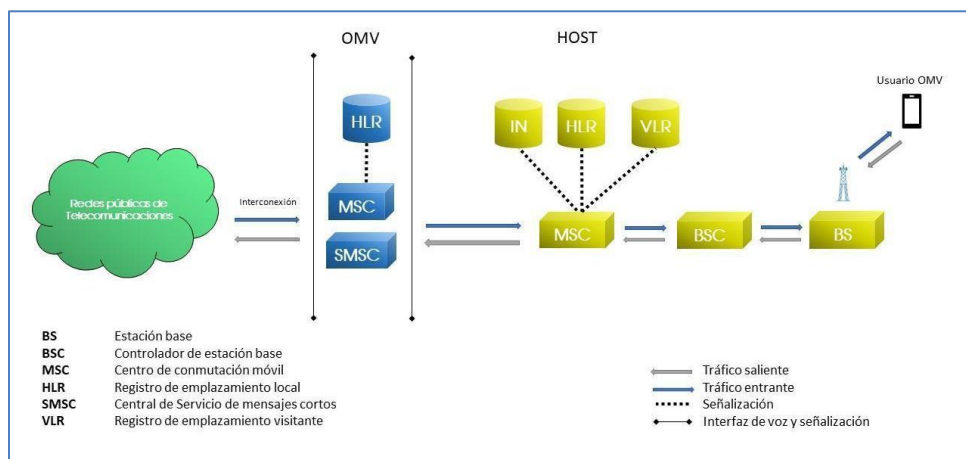 OMV
HOST
Usuario OMV
HLR
IN
HLR
VLR
Redes públicas de
Telecomunicaciones
Interconexión
MSC
SMSC
MSC
BSC
BS
BS Estación base
BSC Controlador de estación base
MSC Centro de conmutación móvil
HLR Registro de emplazamiento local
SMSC Central de Servicio de mensajes cortos
VLR Registro de emplazamiento visitante
Tráfico saliente
Tráfico entrante
Señalización
Interfaz de voz y señalización